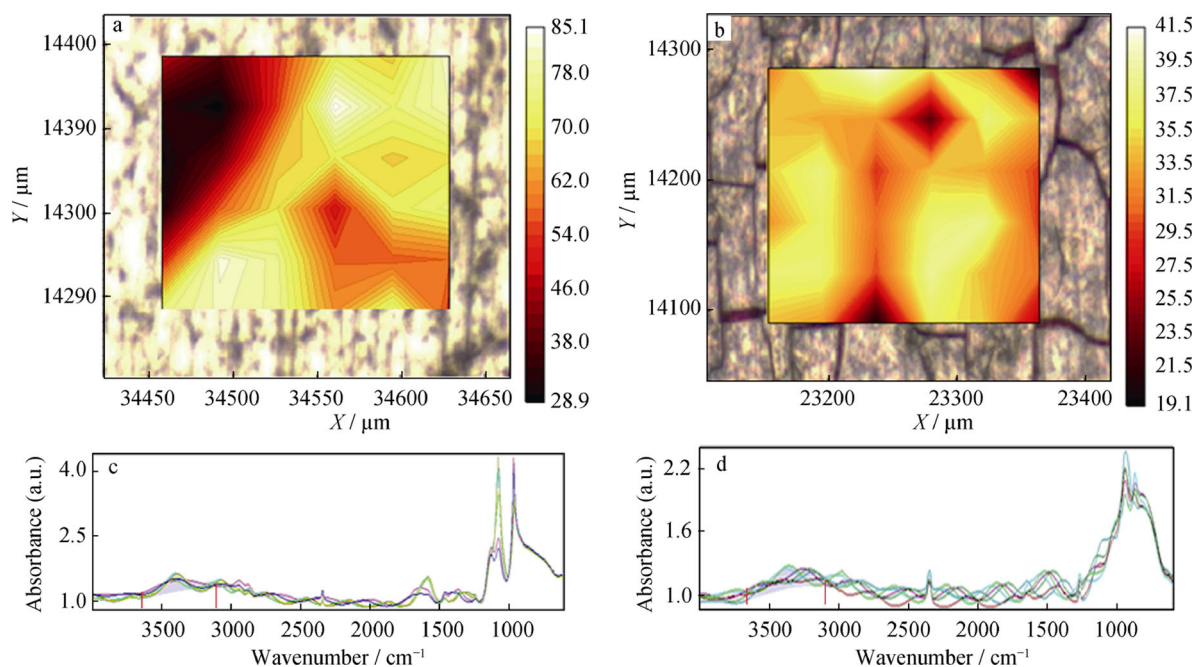 a
14400
14390
14300
14290
Y / µm
34450 34500 34550 34600 34650
X / µm
85.1
78.0
70.0
62.0
54.0
46.0
38.0
28.9
b
14300
14200
14100
Y / µm
23200 23300 23400
X / µm
41.5
39.5
37.5
35.5
33.5
31.5
29.5
27.5
25.5
23.5
21.5
19.1
c
4.0
2.5
1.0
Absorbance (a.u.)
3500 3000 2500 2000 1500 1000
Wavenumber / cm⁻¹
d
2.2
1.6
1.0
Absorbance (a.u.)
3500 3000 2500 2000 1500 1000
Wavenumber / cm⁻¹